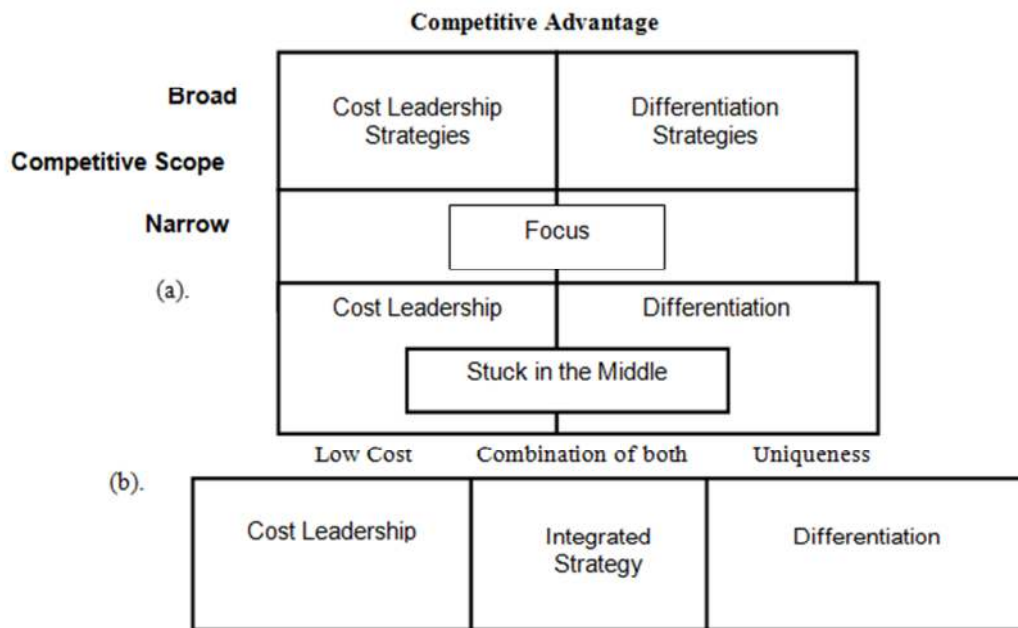 Competitive Advantage
Broad
Cost Leadership
Strategies
Differentiation
Strategies
Competitive Scope
Narrow
Focus
(a).
Cost Leadership
Differentiation
Stuck in the Middle
Low Cost
Combination of both
Uniqueness
(b).
Cost Leadership
Integrated
Strategy
Differentiation